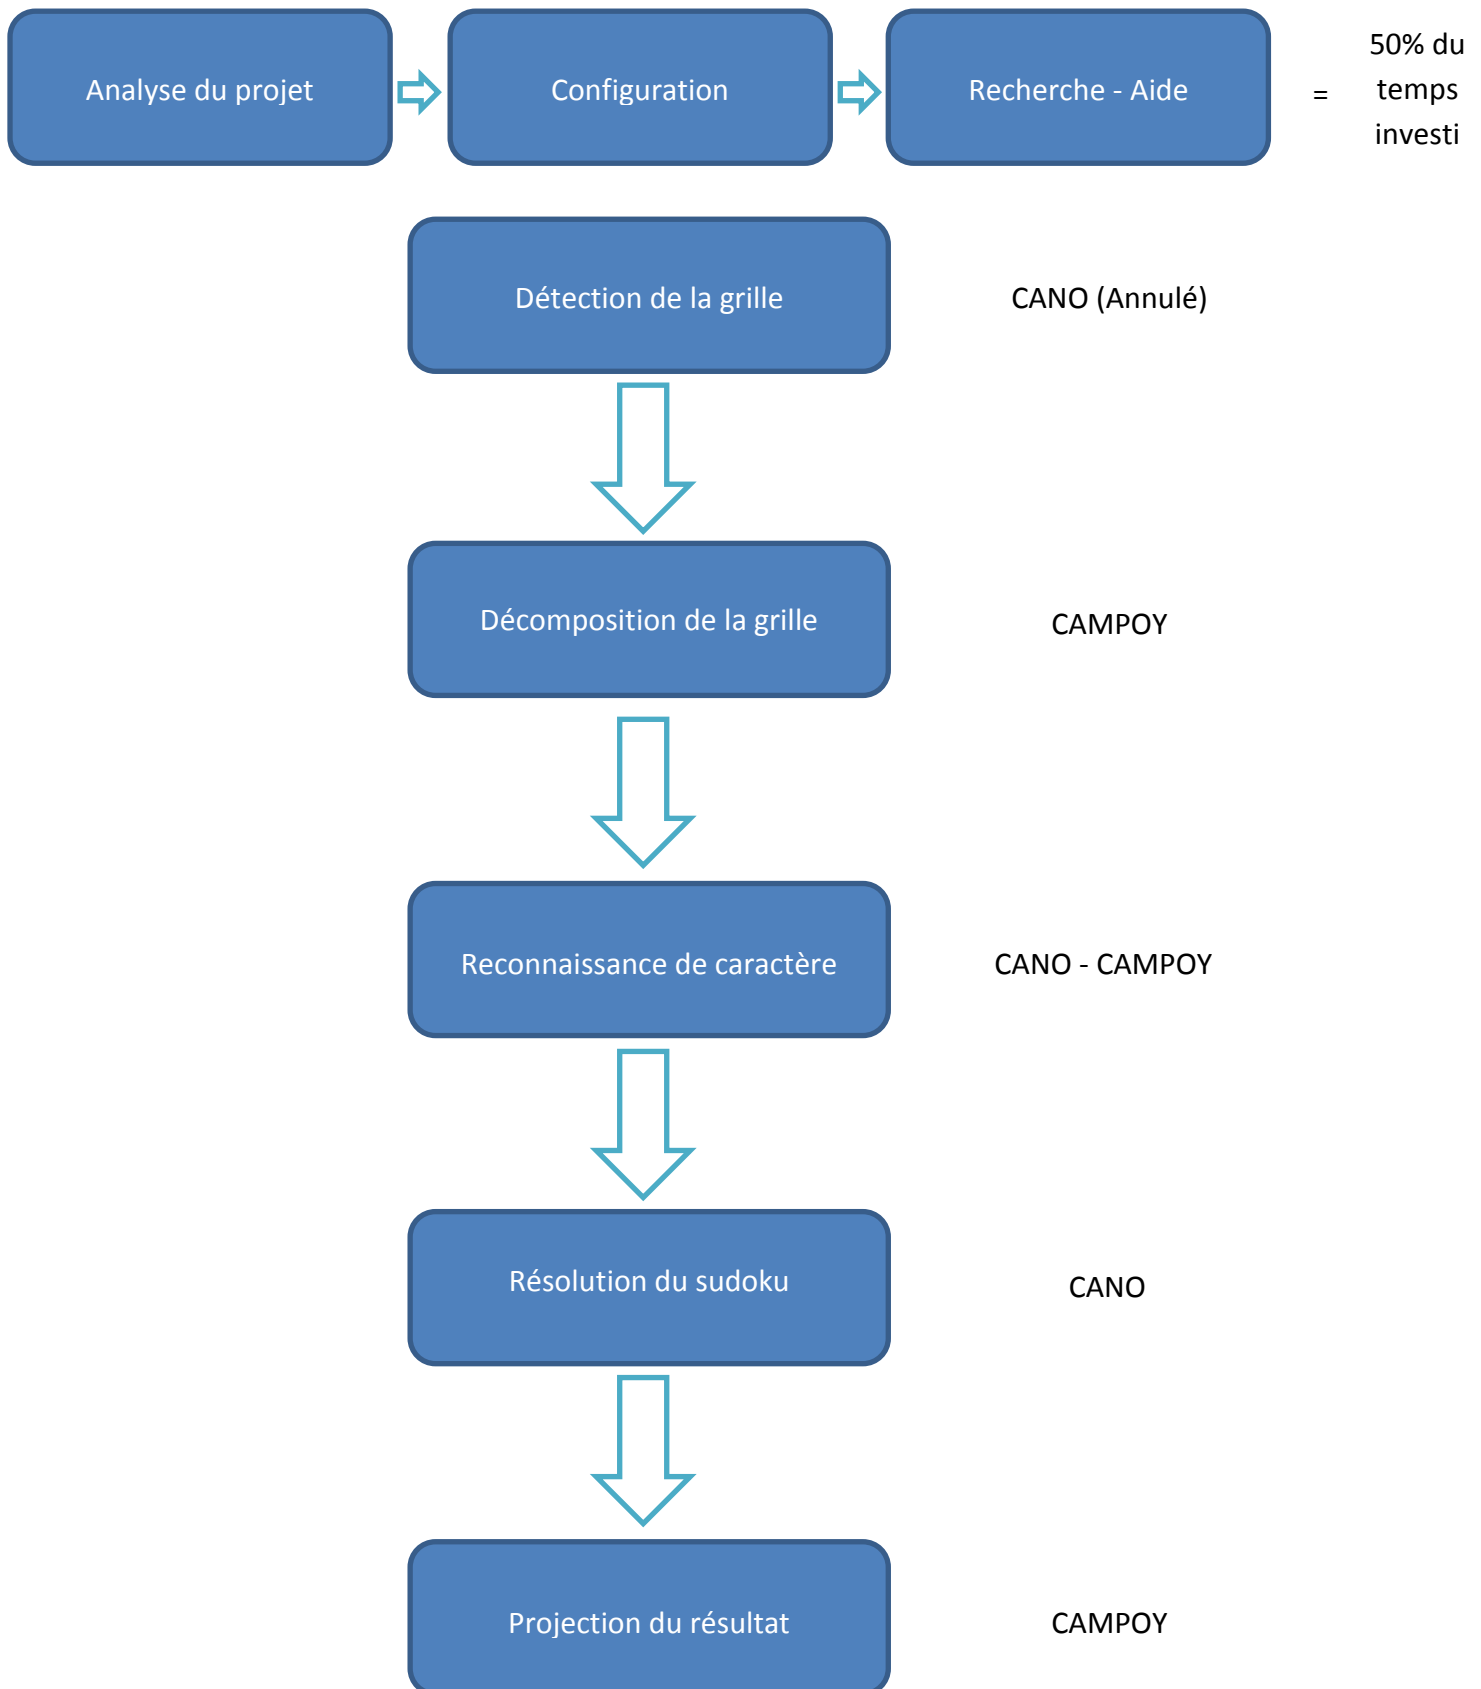 Analyse du projet
Configuration
Recherche - Aide
=
50% du
temps
investi
Détection de la grille
CANO (Annulé)
Décomposition de la grille
CAMPOY
Reconnaissance de caractère
CANO - CAMPOY
Résolution du sudoku
CANO
Projection du résultat
CAMPOY